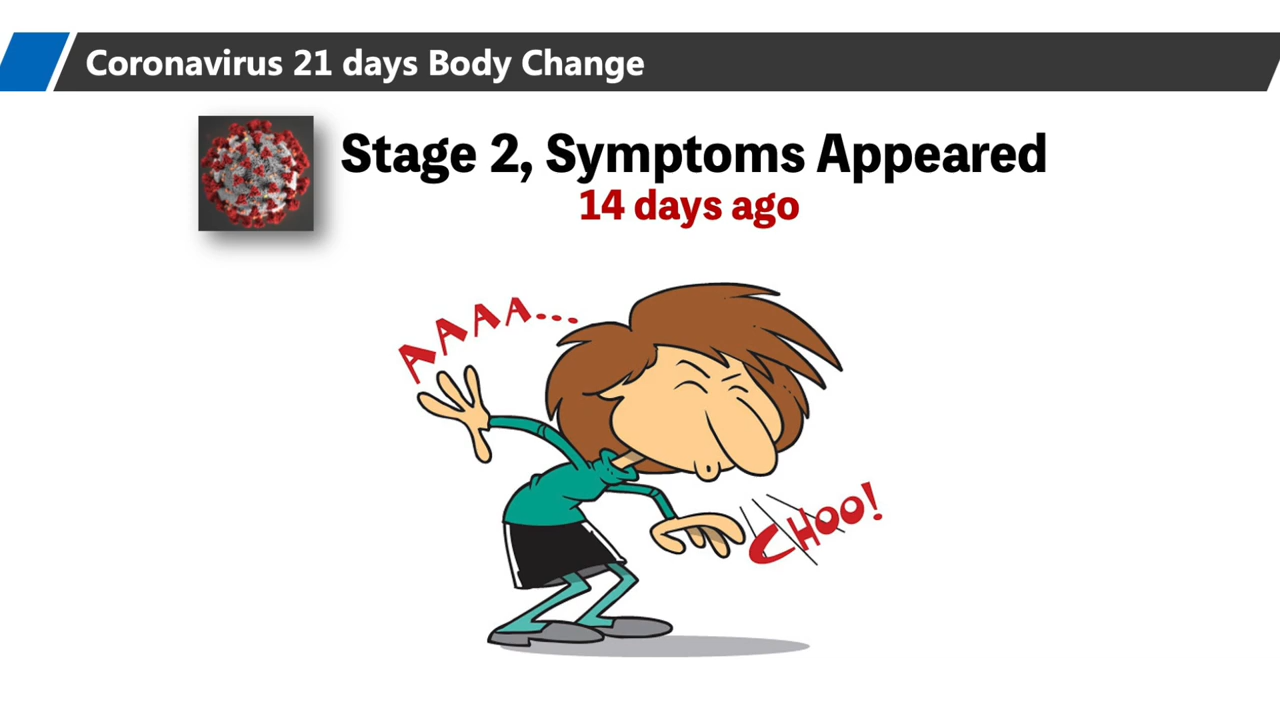 Coronavirus 21 days Body Change
Stage 2, Symptoms Appeared
14 days ago
AAAA...
CHOO!